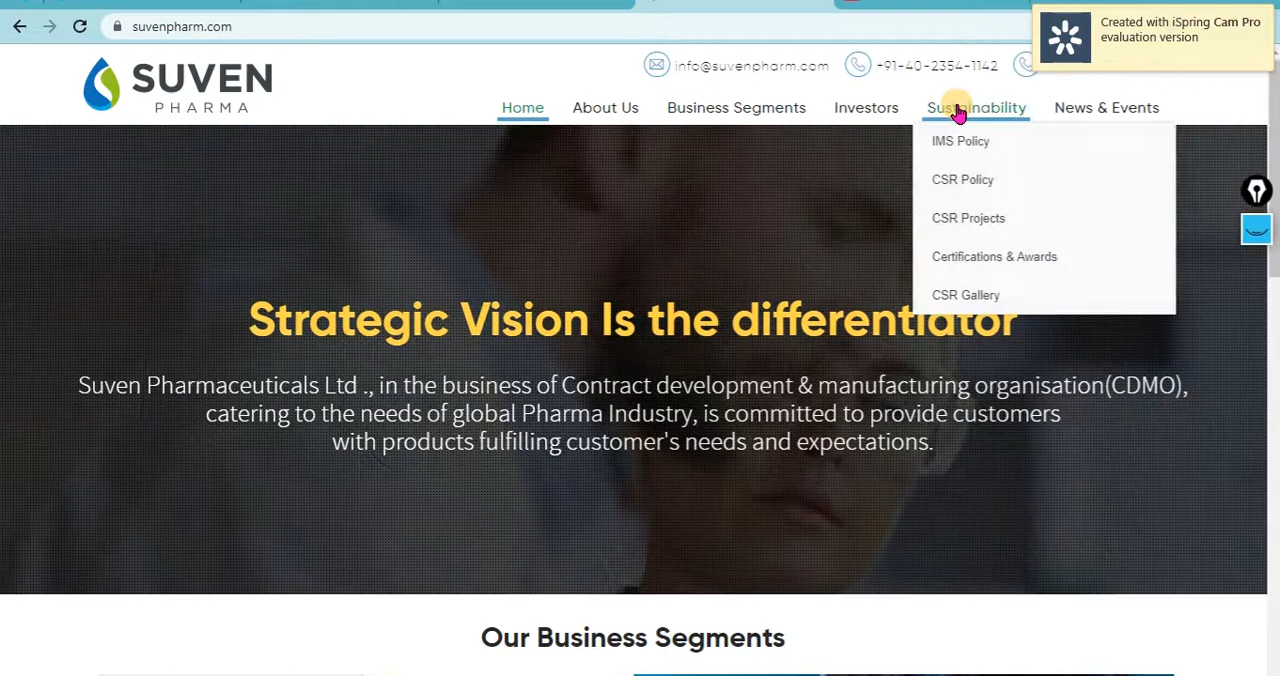 suvenpharm.com
Created with iSpring Cam Pro
evaluation version
SUVEN
PHARMA
info@suvenpharm.com
+91-40-2354-1142
Home
About Us
Business Segments
Investors
Sustainability
News & Events
IMS Policy
CSR Policy
CSR Projects
Certifications & Awards
CSR Gallery
Strategic Vision Is the differentiator
Suven Pharmaceuticals Ltd ., in the business of Contract development & manufacturing organisation(CDMO),
catering to the needs of global Pharma Industry, is committed to provide customers
with products fulfilling customer's needs and expectations.
Our Business Segments